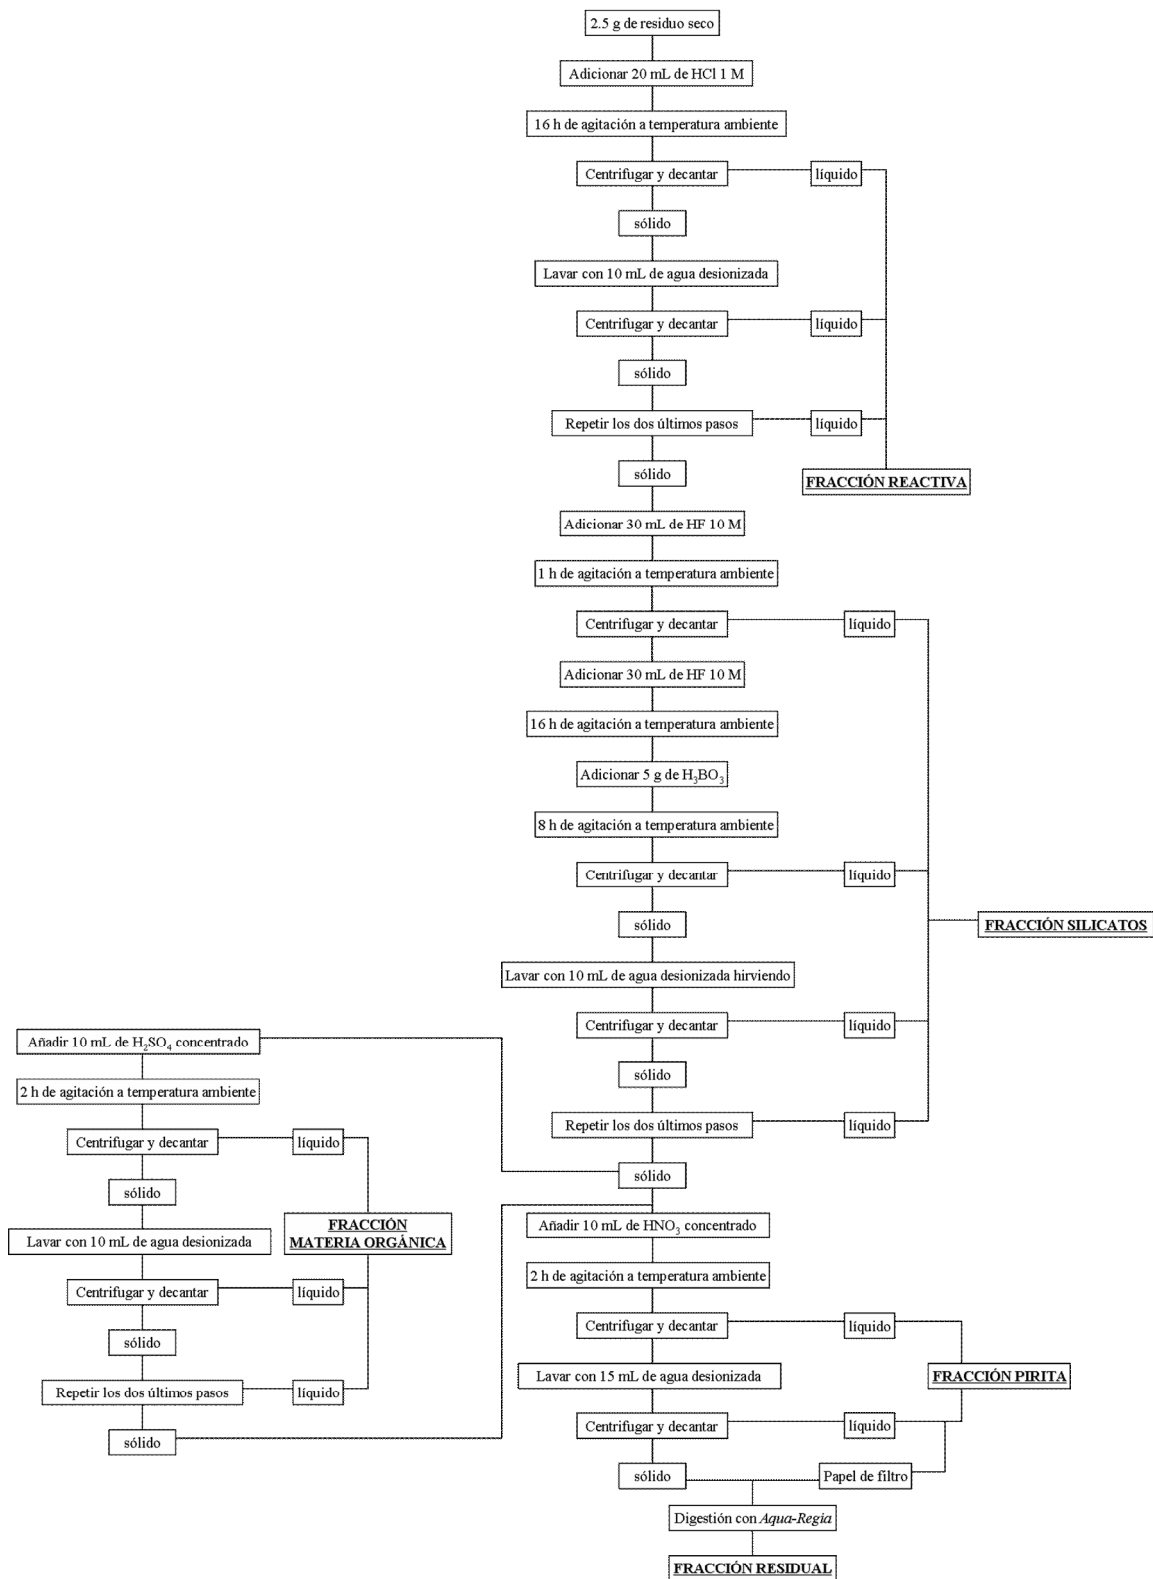 2.5 g de residuo seco
Adicionar 20 mL de HCl 1 M
16 h de agitación a temperatura ambiente
Centrifugar y decantar
líquido
sólido
Lavar con 10 mL de agua desionizada
Centrifugar y decantar
líquido
sólido
Repetir los dos últimos pasos
líquido
sólido
FRACCIÓN REACTIVA
Adicionar 30 mL de HF 10 M
1 h de agitación a temperatura ambiente
Centrifugar y decantar
líquido
Adicionar 30 mL de HF 10 M
16 h de agitación a temperatura ambiente
Adicionar 5 g de H₃BO₃
8 h de agitación a temperatura ambiente
Centrifugar y decantar
líquido
sólido
FRACCIÓN SILICATOS
Lavar con 10 mL de agua desionizada hirviendo
Centrifugar y decantar
líquido
sólido
Repetir los dos últimos pasos
líquido
sólido
Añadir 10 mL de H₂SO₄ concentrado
2 h de agitación a temperatura ambiente
Centrifugar y decantar
líquido
sólido
Lavar con 10 mL de agua desionizada
FRACCIÓN
MATERIA ORGÁNICA
Centrifugar y decantar
líquido
sólido
Repetir los dos últimos pasos
líquido
sólido
Añadir 10 mL de HNO₃ concentrado
2 h de agitación a temperatura ambiente
Centrifugar y decantar
líquido
Lavar con 15 mL de agua desionizada
FRACCIÓN PIRITA
Centrifugar y decantar
líquido
sólido
Papel de filtro
Digestión con Aqua-Regia
FRACCIÓN RESIDUAL